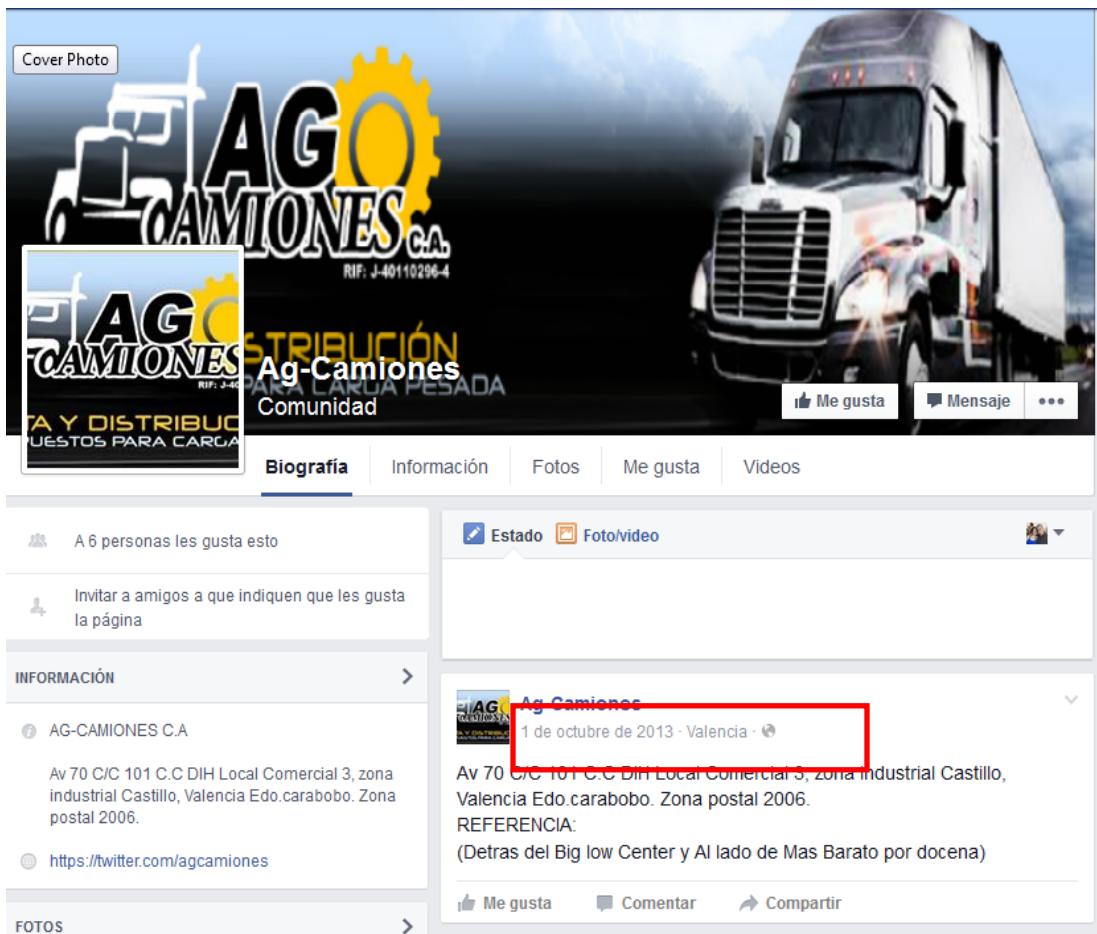 Cover Photo
AG
CAMIONES C.A.
RIF: J-40110296-4
STRIBUCIÓN
PARA CARGA PESADA
AG
CAMIONES
RIF: J-40
TA Y DISTRIBUC
UESTOS PARA CARGA
Ag-Camiones
Comunidad
Me gusta
Mensaje
Biografía
Información
Fotos
Me gusta
Videos
A 6 personas les gusta esto
Invitar a amigos a que indiquen que les gusta
la página
INFORMACIÓN
AG-CAMIONES C.A
Av 70 C/C 101 C.C DIH Local Comercial 3, zona
industrial Castillo, Valencia Edo.carabobo. Zona
postal 2006.
https://twitter.com/agcamiones
FOTOS
Estado
Foto/video
AG
CAMIONES
Ag-Camiones
1 de octubre de 2013 · Valencia ·
Av 70 C/C 101 C.C DIH Local Comercial 3, zona industrial Castillo,
Valencia Edo.carabobo. Zona postal 2006.
REFERENCIA:
(Detras del Big low Center y Al lado de Mas Barato por docena)
Me gusta
Comentar
Compartir